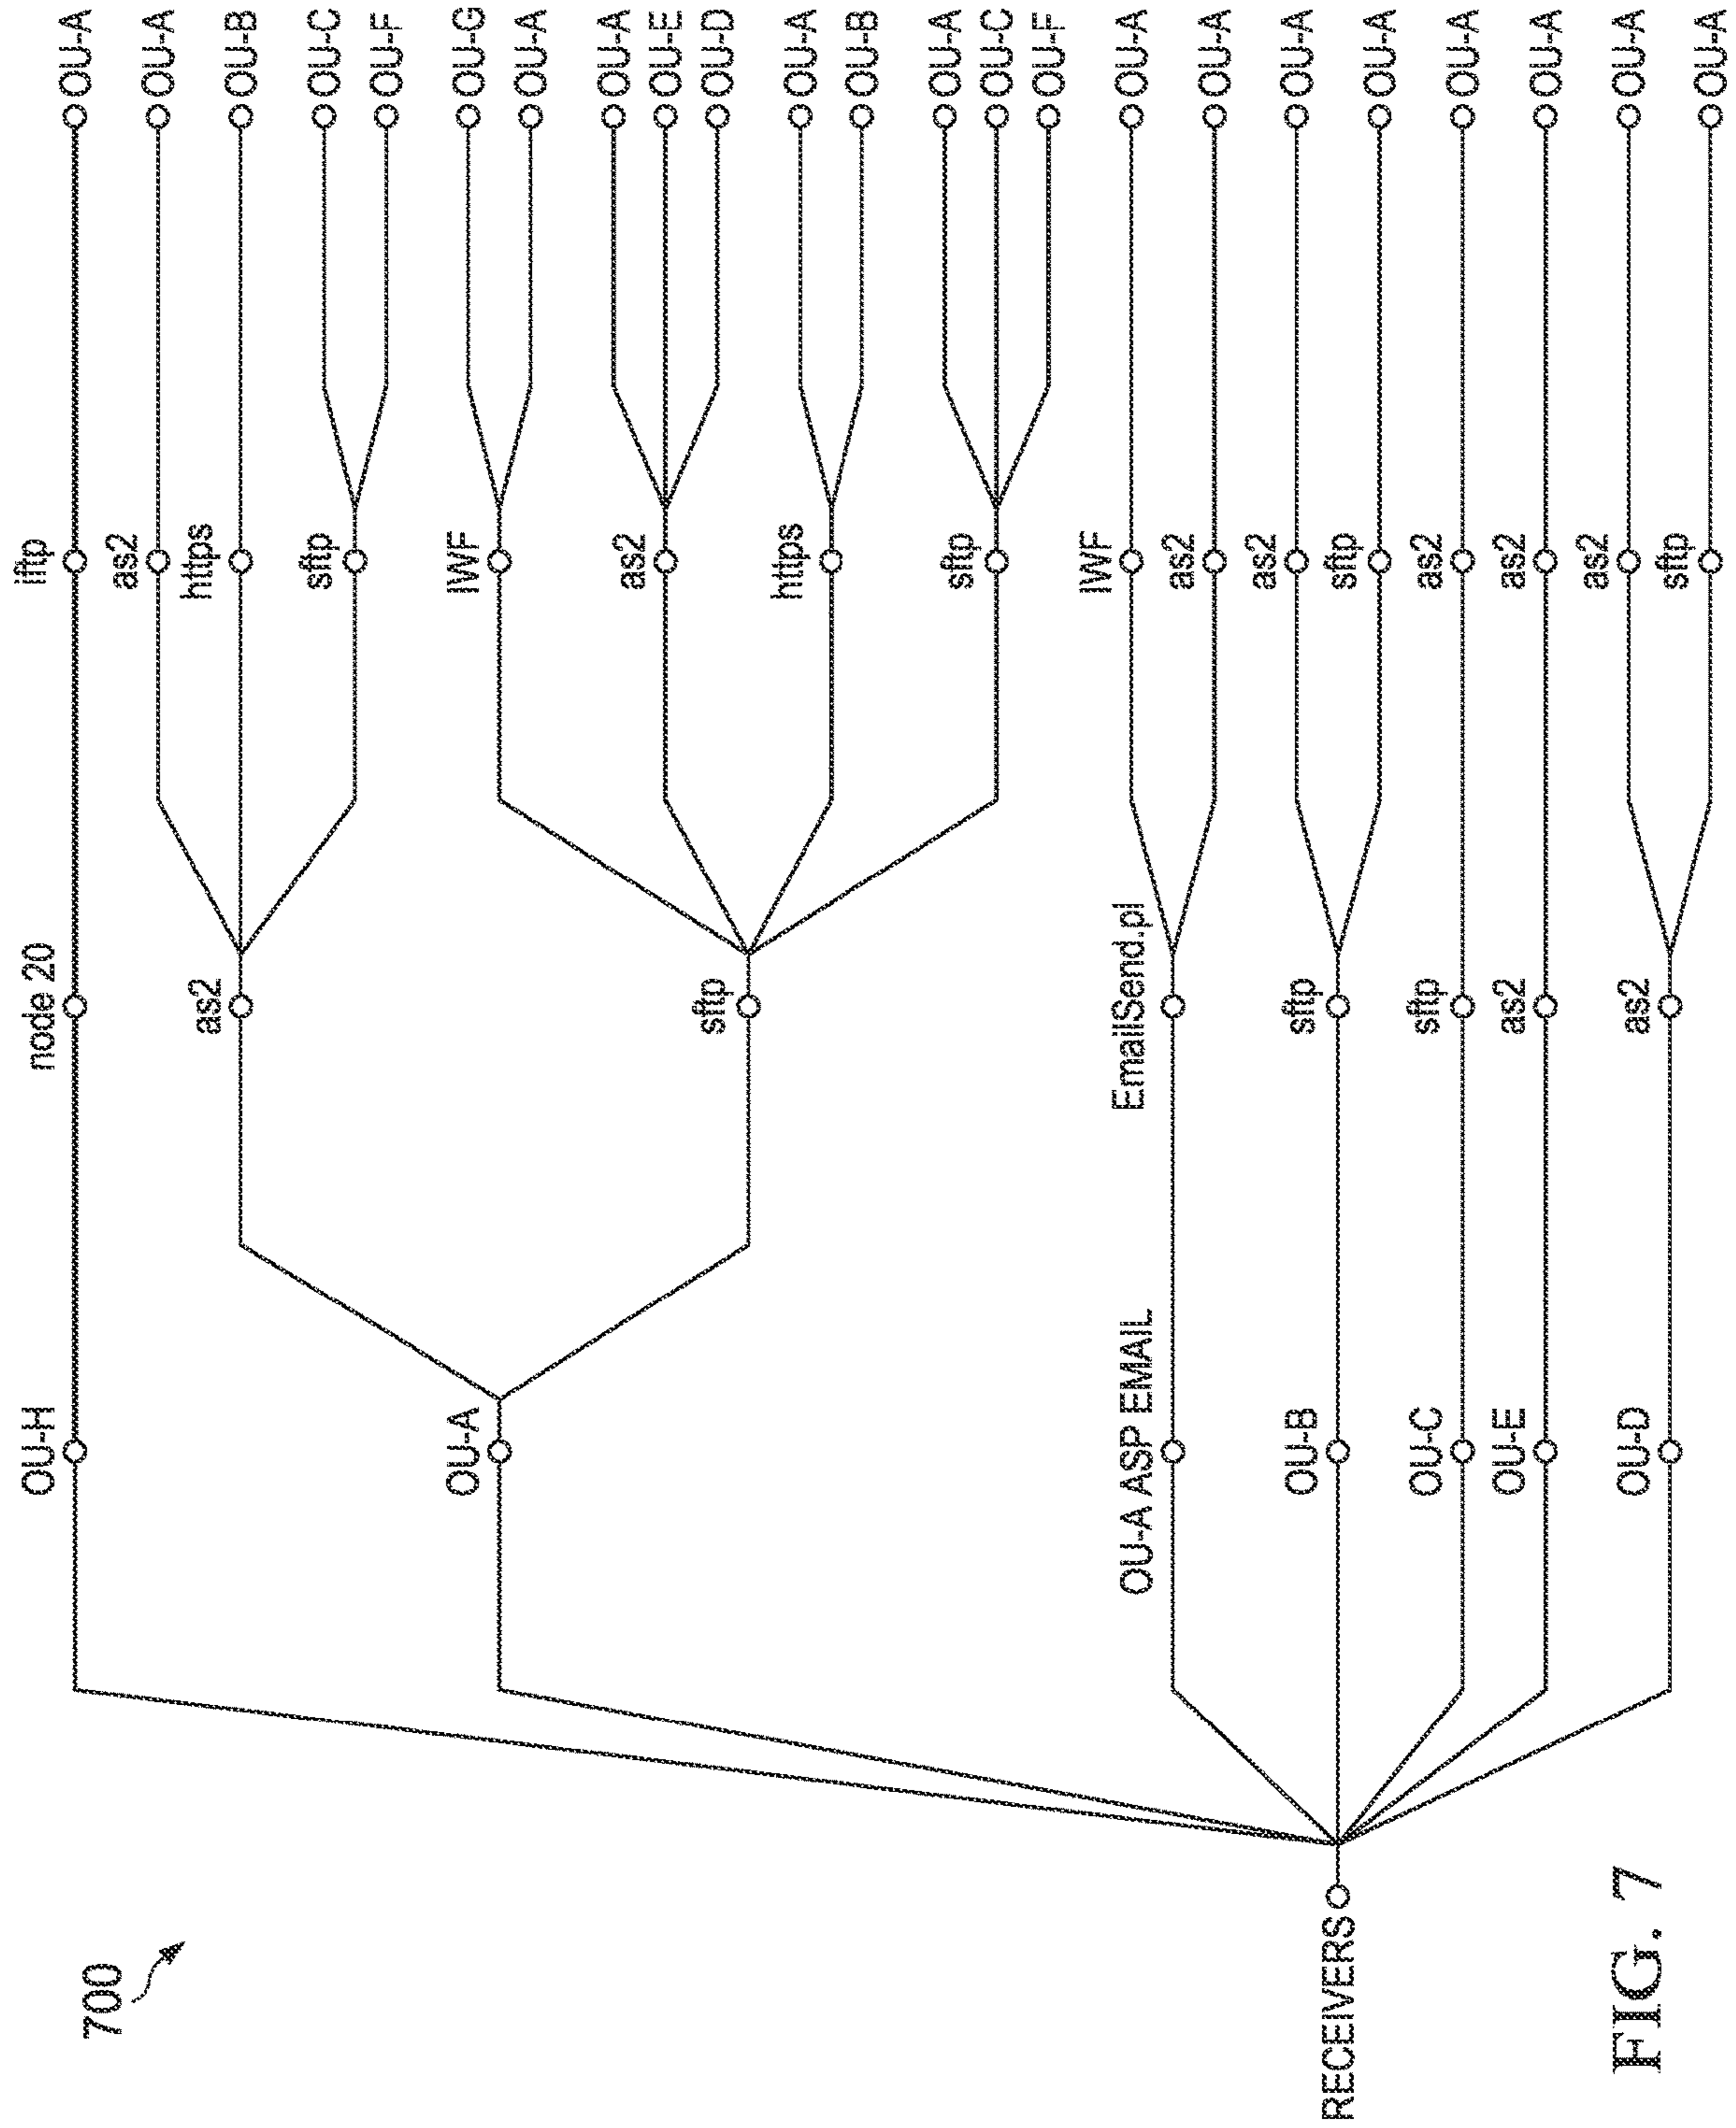 700
RECEIVERS
OU-H
node 20
iftp
OU-A
OU-A
as2
as2
OU-A
https
OU-B
sftp
OU-C
OU-F
sftp
IWF
OU-G
OU-A
as2
OU-A
OU-E
OU-D
https
OU-A
OU-B
sftp
OU-A
OU-C
OU-F
OU-A ASP EMAIL
EmailSend.pl
IWF
OU-A
as2
OU-A
OU-B
sftp
as2
OU-A
sftp
OU-A
OU-C
sftp
as2
OU-A
OU-E
as2
as2
OU-A
OU-D
as2
as2
OU-A
sftp
OU-A
FIG. 7